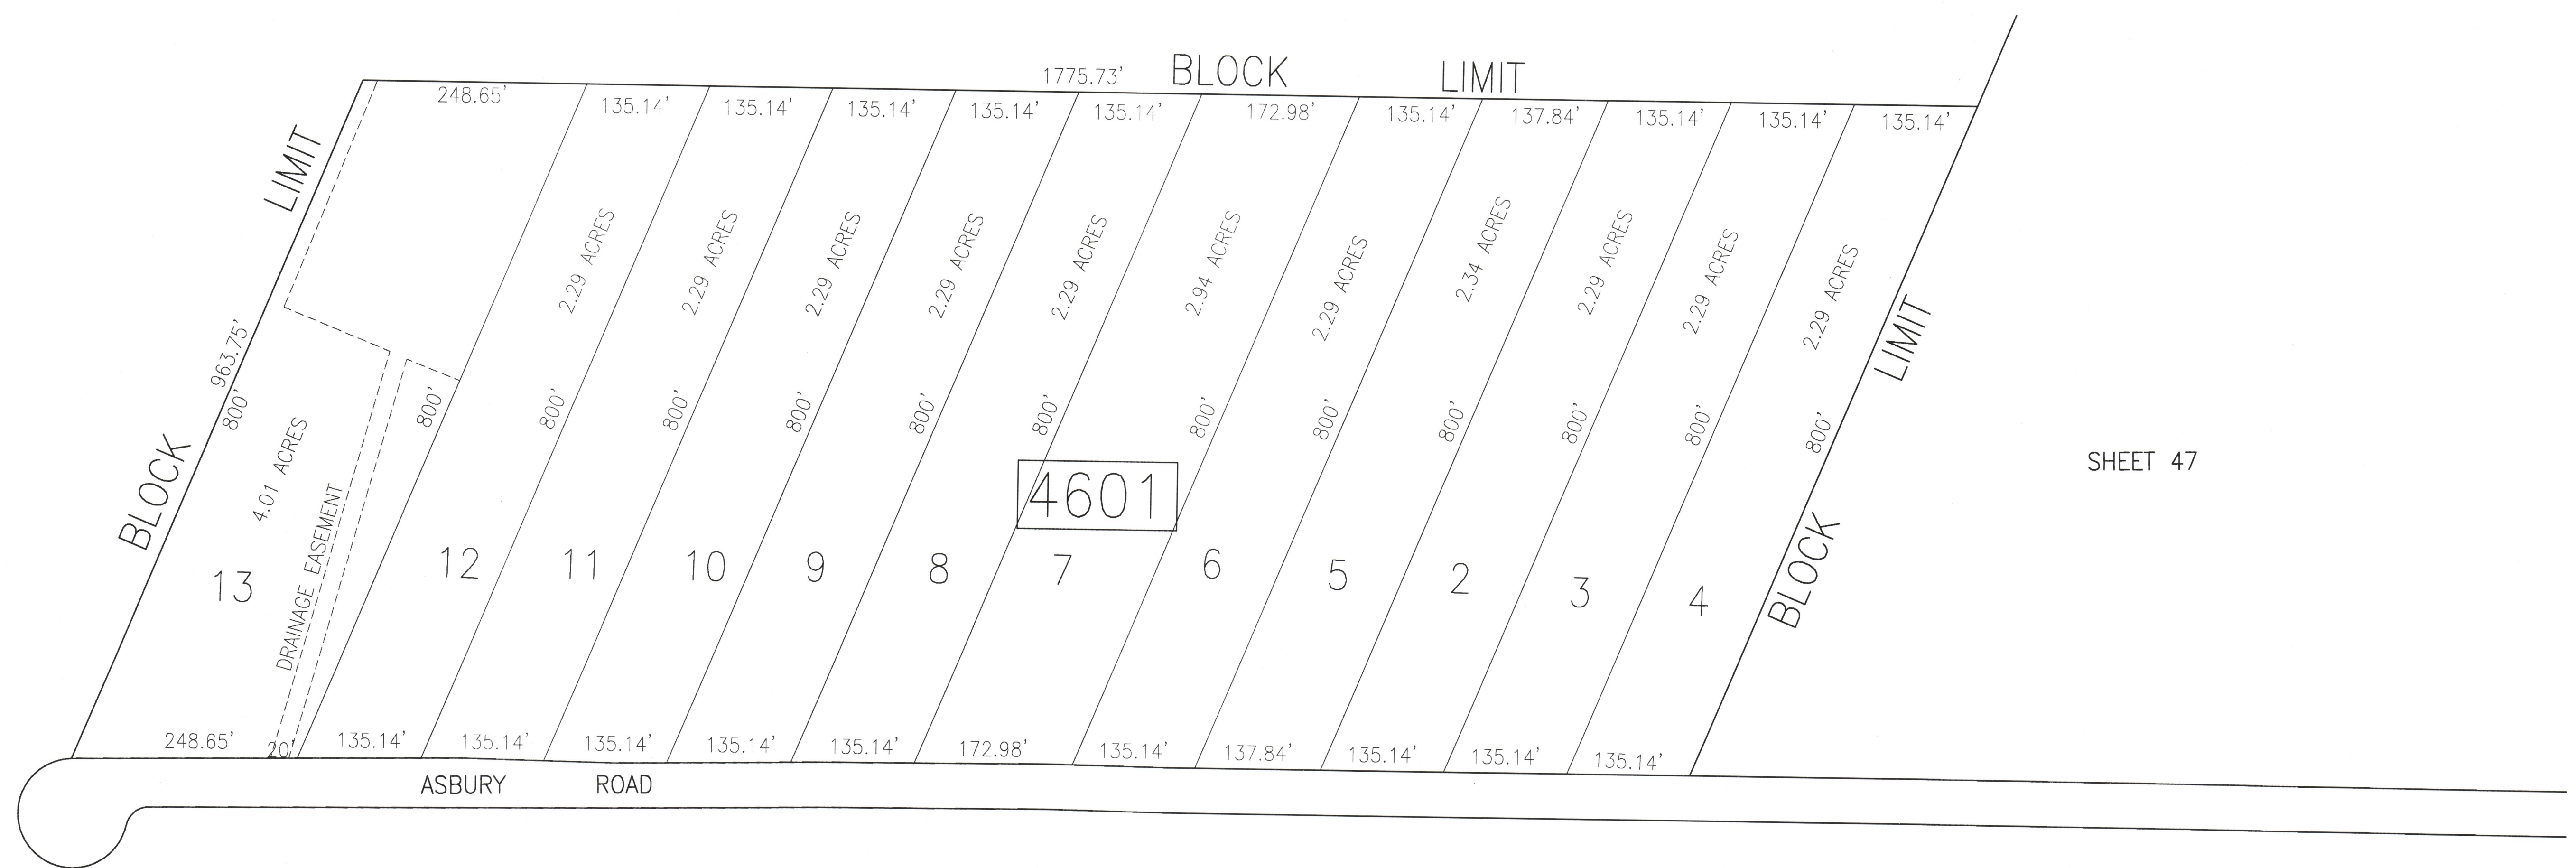 1775.73' BLOCK LIMIT
248.65' 135.14' 135.14' 135.14' 135.14' 135.14' 172.98' 135.14' 137.84' 135.14' 135.14' 135.14'
BLOCK LIMIT
963.75'
800' 800' 800' 800' 800' 800' 800' 800' 800' 800' 800' 800' 800'
4.01 ACRES
2.29 ACRES
2.29 ACRES
2.29 ACRES
2.29 ACRES
2.29 ACRES
2.94 ACRES
2.29 ACRES
2.34 ACRES
2.29 ACRES
2.29 ACRES
2.29 ACRES
BLOCK LIMIT
SHEET 47
4601
DRAINAGE EASEMENT
13 12 11 10 9 8 7 6 5 2 3 4
248.65' 20' 135.14' 135.14' 135.14' 135.14' 135.14' 172.98' 135.14' 137.84' 135.14' 135.14' 135.14'
ASBURY ROAD